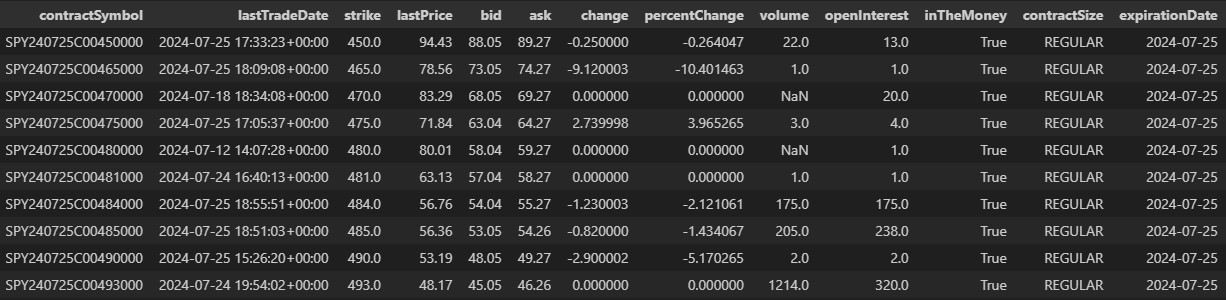 contractSymbol lastTradeDate strike lastPrice bid ask change percentChange volume openInterest inTheMoney contractSize expirationDate
SPY240725C00450000 2024-07-25 17:33:23+00:00 450.0 94.43 88.05 89.27 -0.250000 -0.264047 22.0 13.0 True REGULAR 2024-07-25
SPY240725C00465000 2024-07-25 18:09:08+00:00 465.0 78.56 73.05 74.27 -9.120003 -10.401463 1.0 1.0 True REGULAR 2024-07-25
SPY240725C00470000 2024-07-18 18:34:08+00:00 470.0 83.29 68.05 69.27 0.000000 0.000000 NaN 20.0 True REGULAR 2024-07-25
SPY240725C00475000 2024-07-25 17:05:37+00:00 475.0 71.84 63.04 64.27 2.739998 3.965265 3.0 4.0 True REGULAR 2024-07-25
SPY240725C00480000 2024-07-12 14:07:28+00:00 480.0 80.01 58.04 59.27 0.000000 0.000000 NaN 1.0 True REGULAR 2024-07-25
SPY240725C00481000 2024-07-24 16:40:13+00:00 481.0 63.13 57.04 58.27 0.000000 0.000000 1.0 1.0 True REGULAR 2024-07-25
SPY240725C00484000 2024-07-25 18:55:51+00:00 484.0 56.76 54.04 55.27 -1.230003 -2.121061 175.0 175.0 True REGULAR 2024-07-25
SPY240725C00485000 2024-07-25 18:51:03+00:00 485.0 56.36 53.05 54.26 -0.820000 -1.434067 205.0 238.0 True REGULAR 2024-07-25
SPY240725C00490000 2024-07-25 15:26:20+00:00 490.0 53.19 48.05 49.27 -2.900002 -5.170265 2.0 2.0 True REGULAR 2024-07-25
SPY240725C00493000 2024-07-24 19:54:02+00:00 493.0 48.17 45.05 46.26 0.000000 0.000000 1214.0 320.0 True REGULAR 2024-07-25